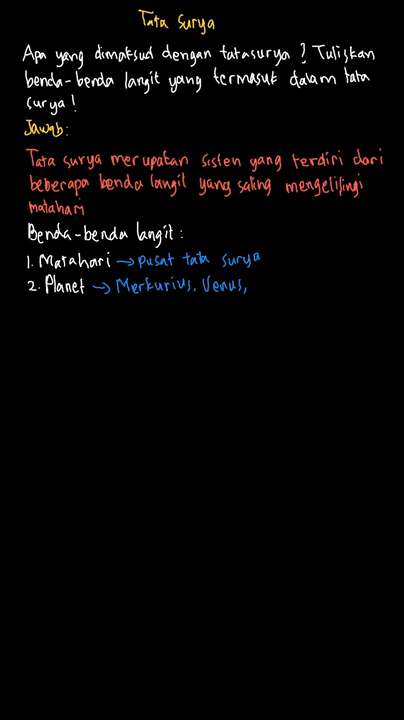 Tata Surya
Apa yang dimaksud dengan tatasurya? Tuliskan
benda-benda langit yang termasuk dalam tata
surya!
Jawab:
Tata surya merupakan sistem yang terdiri dari
beberapa benda langit yang saling mengelilingi
matahari
Benda-benda langit:
1. Matahari → pusat tata surya
2. Planet → Merkurius, Venus,